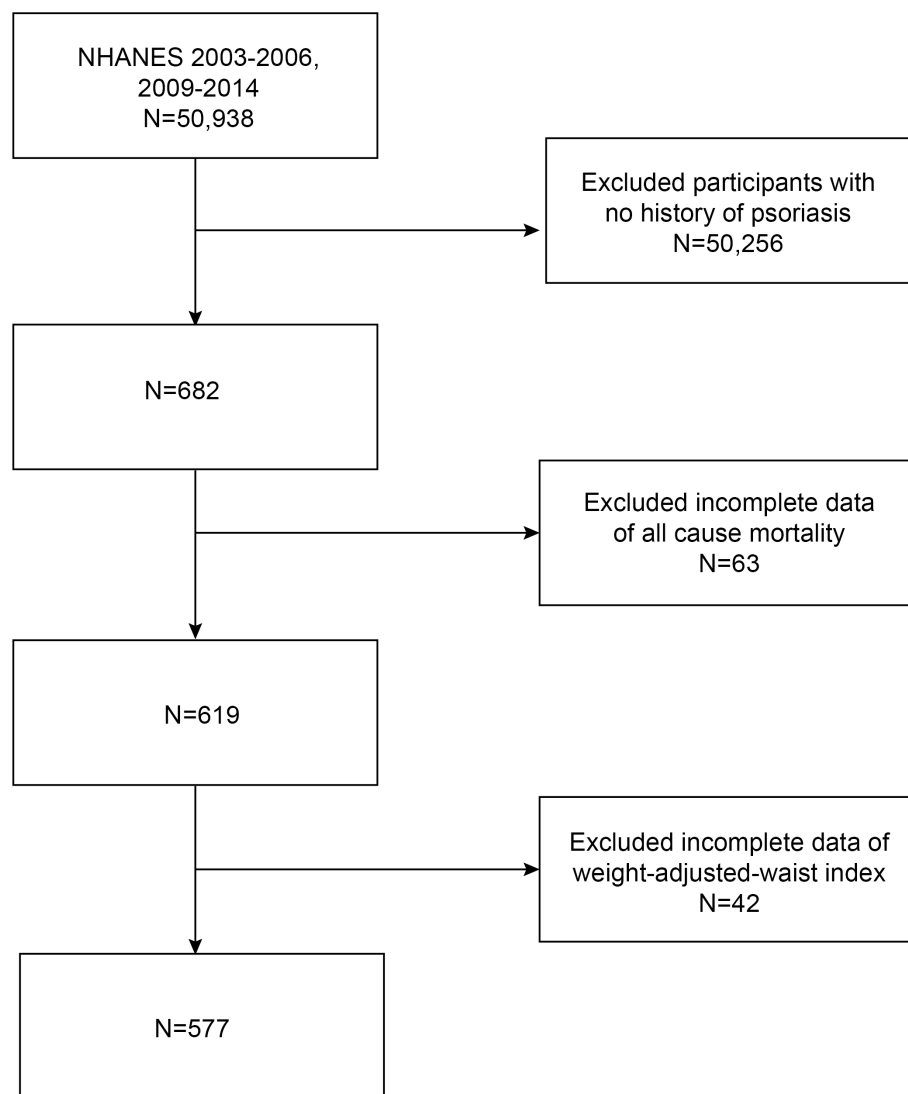 NHANES 2003-2006,
2009-2014
N=50,938
Excluded participants with
no history of psoriasis
N=50,256
N=682
Excluded incomplete data
of all cause mortality
N=63
N=619
Excluded incomplete data of
weight-adjusted-waist index
N=42
N=577